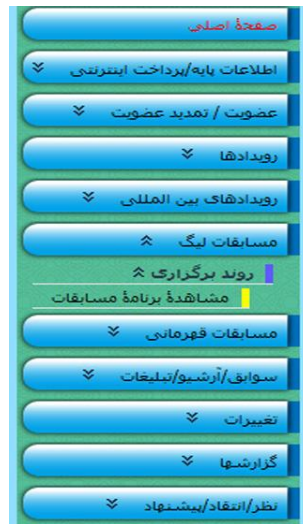 صفحهٔ اصلی
اطلاعات پایه/پرداخت اینترنتی
عضویت / تمدید عضویت
رویدادها
رویدادهای بین المللی
مسابقات لیگ
روند برگزاری
مشاهدهٔ برنامهٔ مسابقات
مسابقات قهرمانی
سوابق/آرشیو/تبلیغات
تغییرات
گزارشها
نظر/انتقاد/پیشنهاد